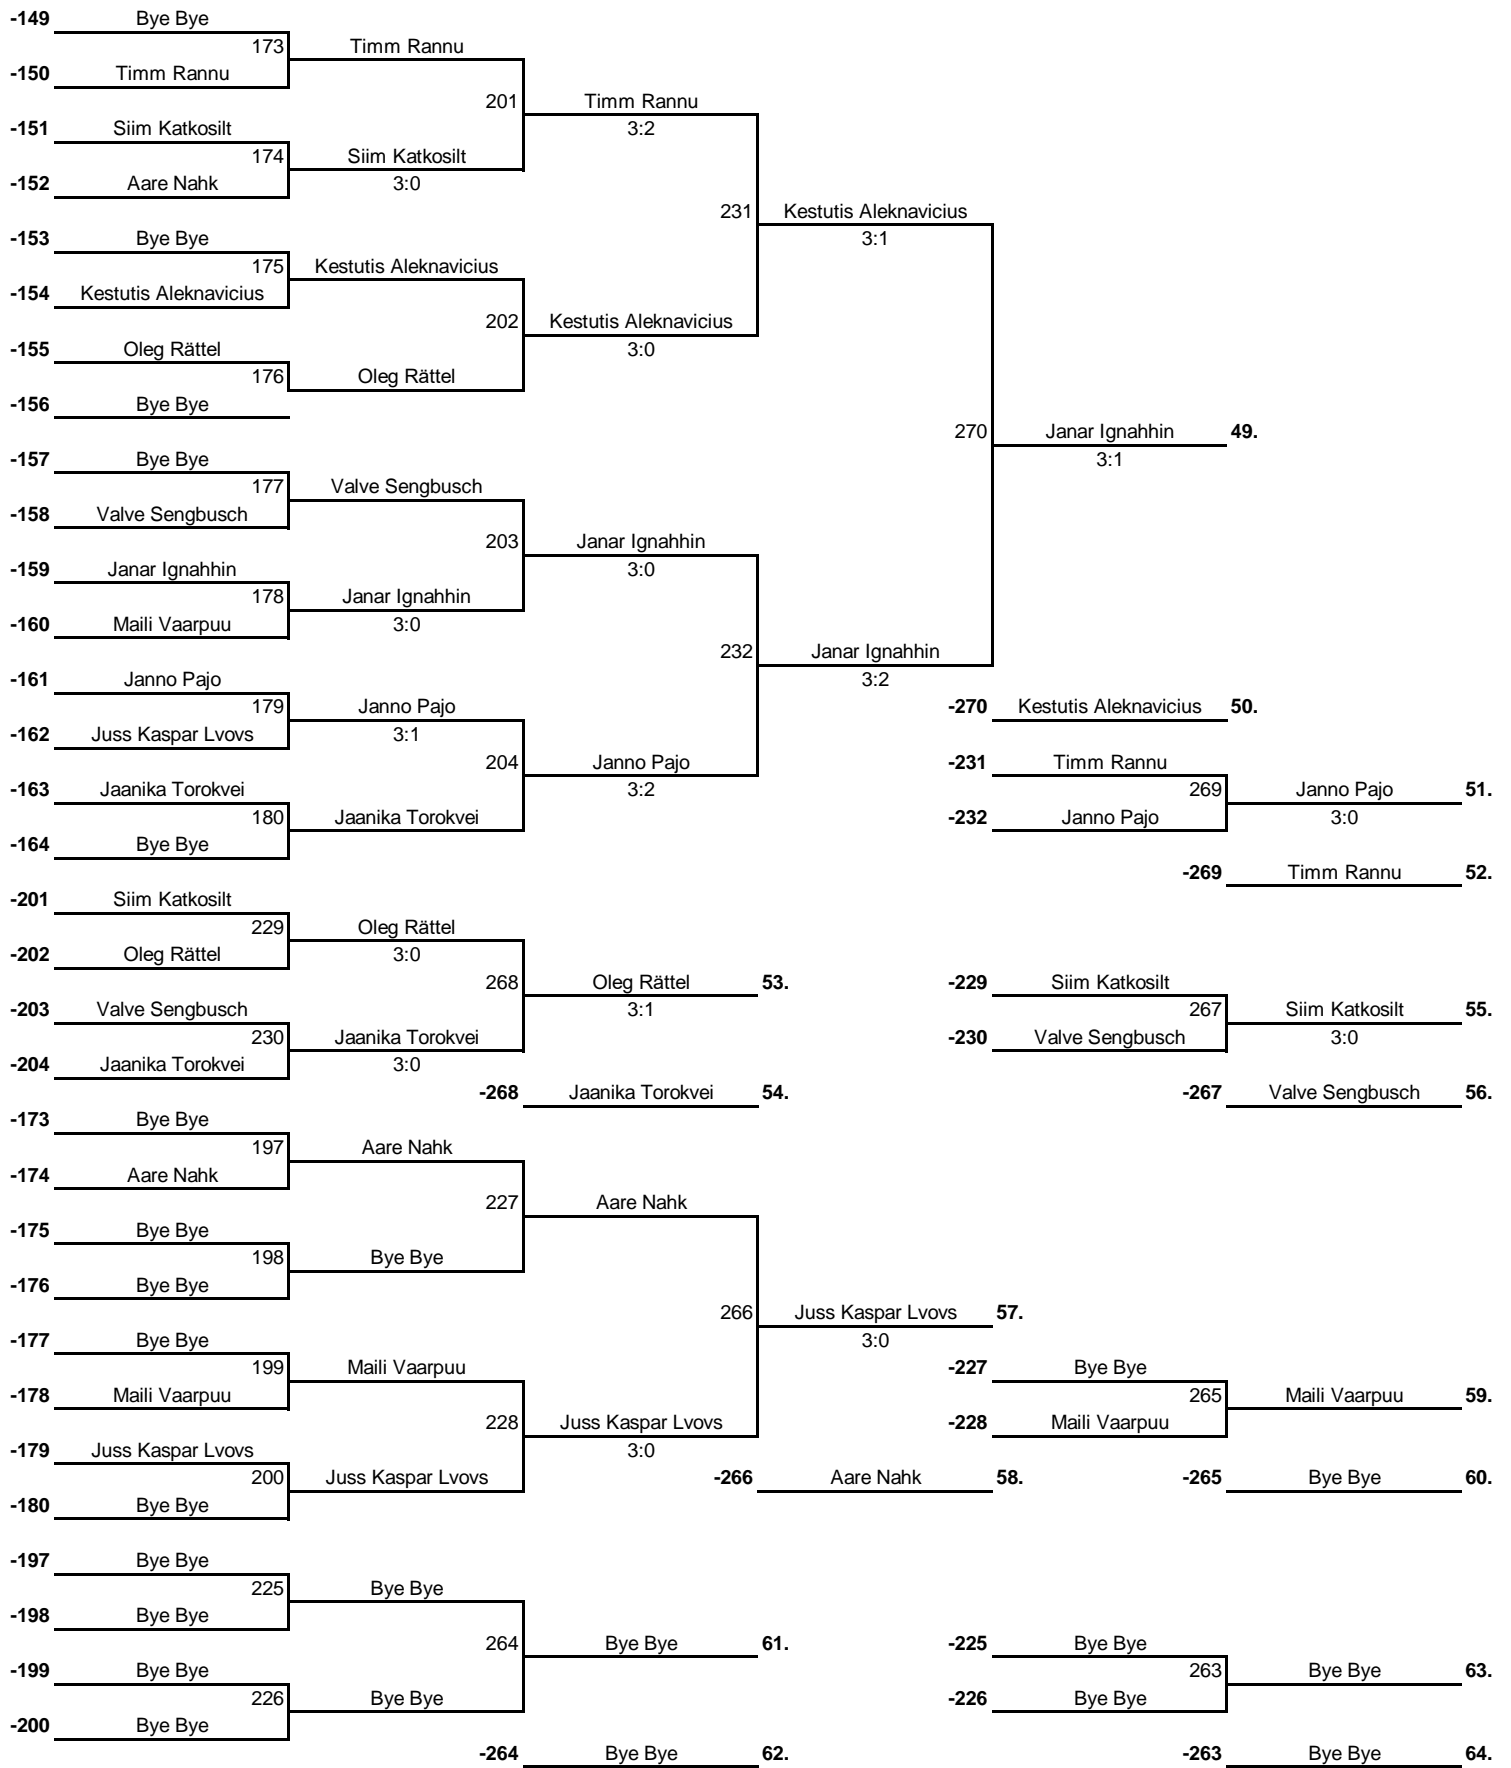 -149 Bye Bye
173 Timm Rannu
-150 Timm Rannu
201 Timm Rannu
-151 Siim Katkosilt 3:2
174 Siim Katkosilt
-152 Aare Nahk 3:0
231 Kestutis Aleknavicius
-153 Bye Bye 3:1
175 Kestutis Aleknavicius
-154 Kestutis Aleknavicius
202 Kestutis Aleknavicius
-155 Oleg Rättel 3:0
176 Oleg Rättel
-156 Bye Bye
270 Janar Ignahhin 49.
-157 Bye Bye 3:1
177 Valve Sengbusch
-158 Valve Sengbusch
203 Janar Ignahhin
-159 Janar Ignahhin 3:0
178 Janar Ignahhin
-160 Maili Vaarpuu 3:0
232 Janar Ignahhin
-161 Janno Pajo 3:2
179 Janno Pajo -270 Kestutis Aleknavicius 50.
-162 Juss Kaspar Lvovs 3:1
204 Janno Pajo -231 Timm Rannu
-163 Jaanika Torokvei 3:2 269 Janno Pajo 51.
180 Jaanika Torokvei -232 Janno Pajo 3:0
-164 Bye Bye
-269 Timm Rannu 52.
-201 Siim Katkosilt
229 Oleg Rättel
-202 Oleg Rättel 3:0
268 Oleg Rättel 53. -229 Siim Katkosilt
-203 Valve Sengbusch 3:1 267 Siim Katkosilt 55.
230 Jaanika Torokvei -230 Valve Sengbusch 3:0
-204 Jaanika Torokvei 3:0
-268 Jaanika Torokvei 54. -267 Valve Sengbusch 56.
-173 Bye Bye
197 Aare Nahk
-174 Aare Nahk
227 Aare Nahk
-175 Bye Bye
198 Bye Bye
-176 Bye Bye
266 Juss Kaspar Lvovs 57.
-177 Bye Bye 3:0
199 Maili Vaarpuu -227 Bye Bye
-178 Maili Vaarpuu 265 Maili Vaarpuu 59.
228 Juss Kaspar Lvovs -228 Maili Vaarpuu
-179 Juss Kaspar Lvovs 3:0
200 Juss Kaspar Lvovs -266 Aare Nahk 58. -265 Bye Bye 60.
-180 Bye Bye
-197 Bye Bye
225 Bye Bye
-198 Bye Bye
264 Bye Bye 61. -225 Bye Bye
-199 Bye Bye 263 Bye Bye 63.
226 Bye Bye -226 Bye Bye
-200 Bye Bye
-264 Bye Bye 62. -263 Bye Bye 64.